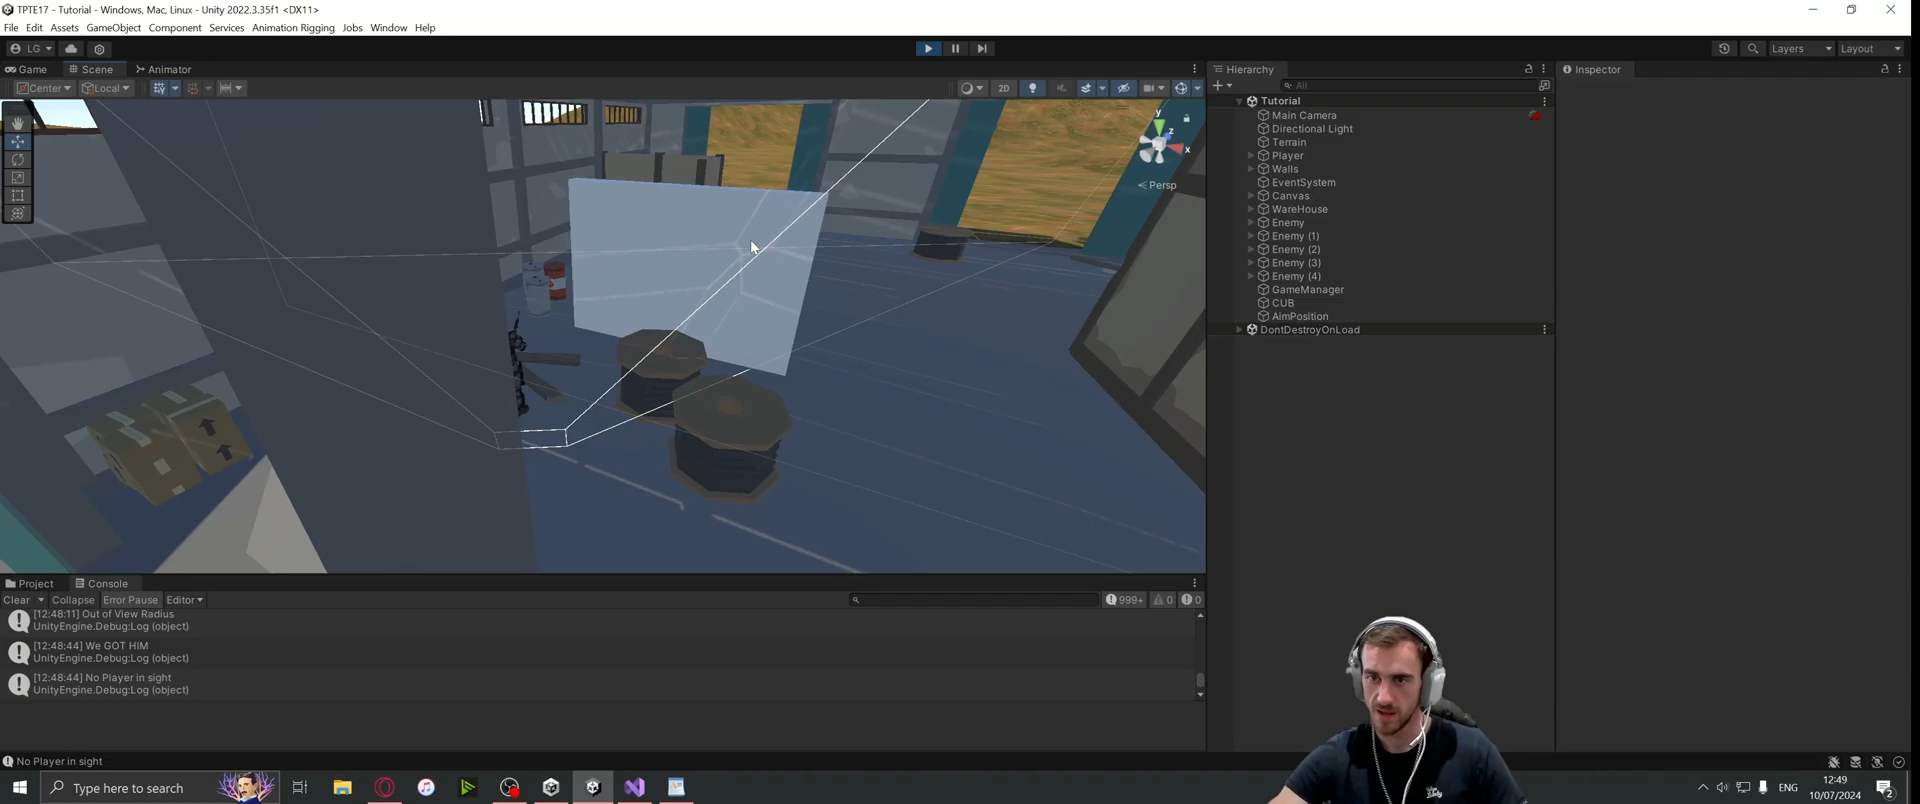 TPTE17 - Tutorial - Windows, Mac, Linux - Unity 2022.3.35f1 <DX11>
File Edit Assets GameObject Component Services Animation Rigging Jobs Window Help
LG
Layers
Layout
Game
Scene
Animator
Center
Local
2D
y
z
x
Persp
Hierarchy
All
Tutorial
Main Camera
Directional Light
Terrain
Player
Walls
EventSystem
Canvas
WareHouse
Enemy
Enemy (1)
Enemy (2)
Enemy (3)
Enemy (4)
GameManager
CUB
AimPosition
DontDestroyOnLoad
Inspector
Project
Console
Clear
Collapse
Error Pause
Editor
999+
0
0
[12:48:11] Out of View Radius
UnityEngine.Debug:Log (object)
[12:48:44] We GOT HIM
UnityEngine.Debug:Log (object)
[12:48:44] No Player in sight
UnityEngine.Debug:Log (object)
No Player in sight
Type here to search
ENG
12:49
10/07/2024
2